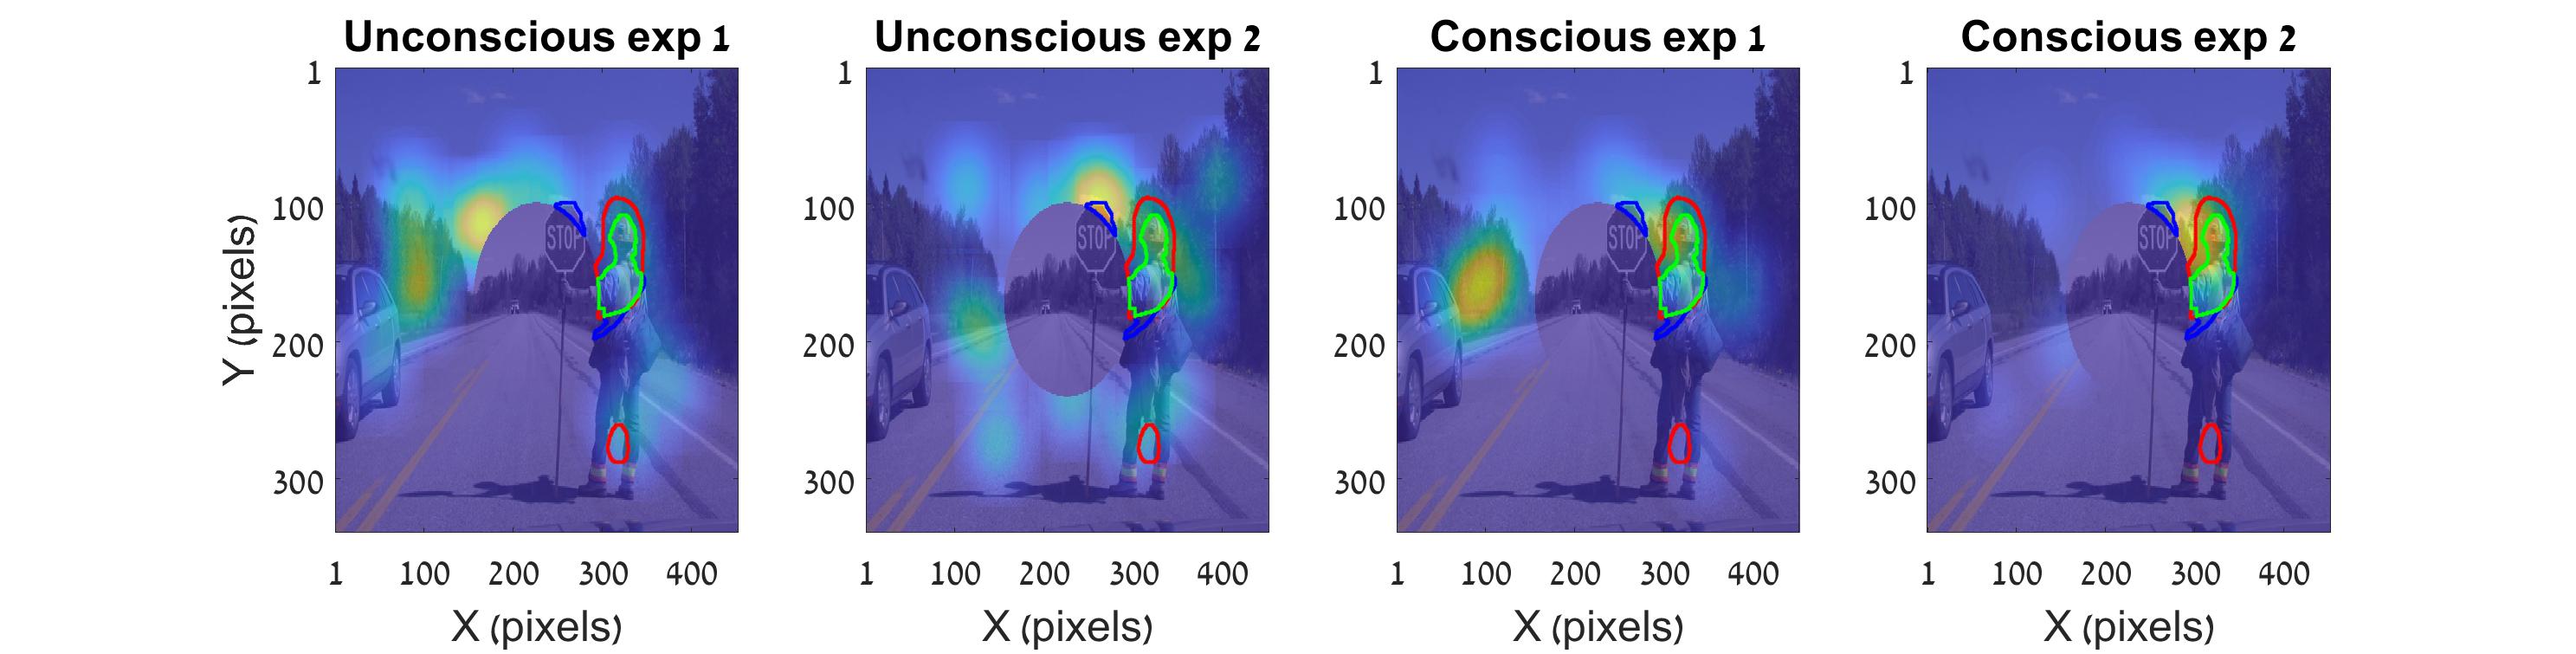 Unconscious exp 1
Unconscious exp 2
Conscious exp 1
Conscious exp 2
Y (pixels)
1
100
200
300
STOP
1 100 200 300 400
X (pixels)
1
100
200
300
STOP
1 100 200 300 400
X (pixels)
1
100
200
300
STOP
1 100 200 300 400
X (pixels)
1
100
200
300
STOP
1 100 200 300 400
X (pixels)